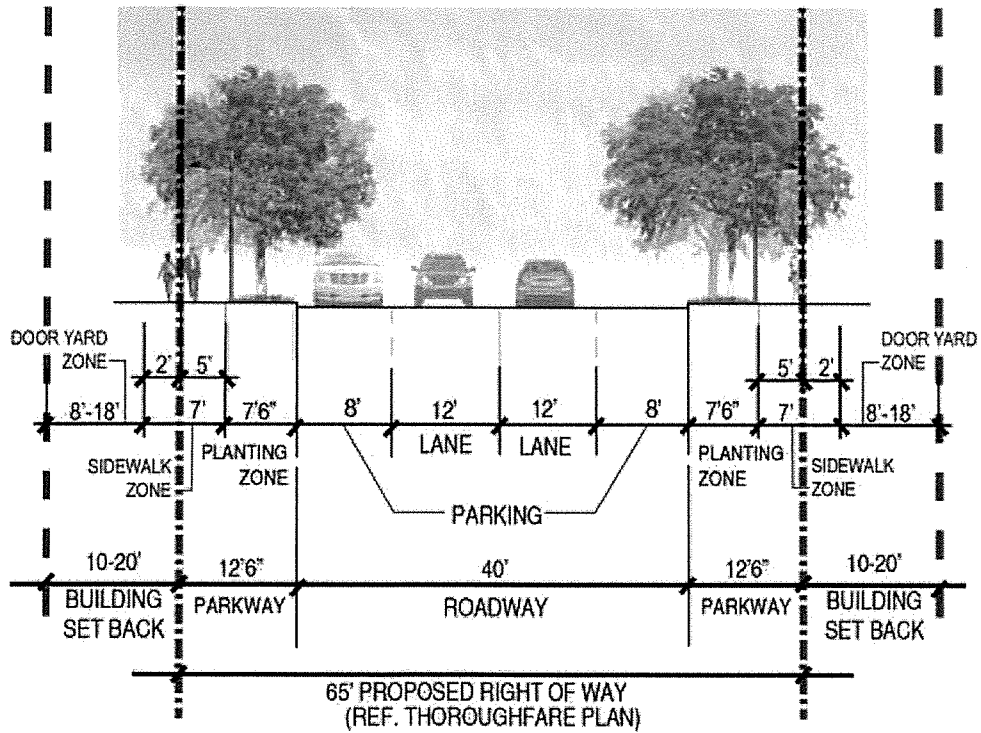 DOOR YARD
ZONE
2'
5'
5'
2'
DOOR YARD
ZONE
8'-18'
7'
7'6"
8'
12'
12'
8'
7'6"
7'
8'-18'
LANE
LANE
SIDEWALK
ZONE
PLANTING
ZONE
PLANTING
ZONE
SIDEWALK
ZONE
PARKING
10-20'
12'6"
40'
12'6"
10-20'
BUILDING
SET BACK
PARKWAY
ROADWAY
PARKWAY
BUILDING
SET BACK
65' PROPOSED RIGHT OF WAY
(REF. THOROUGHFARE PLAN)